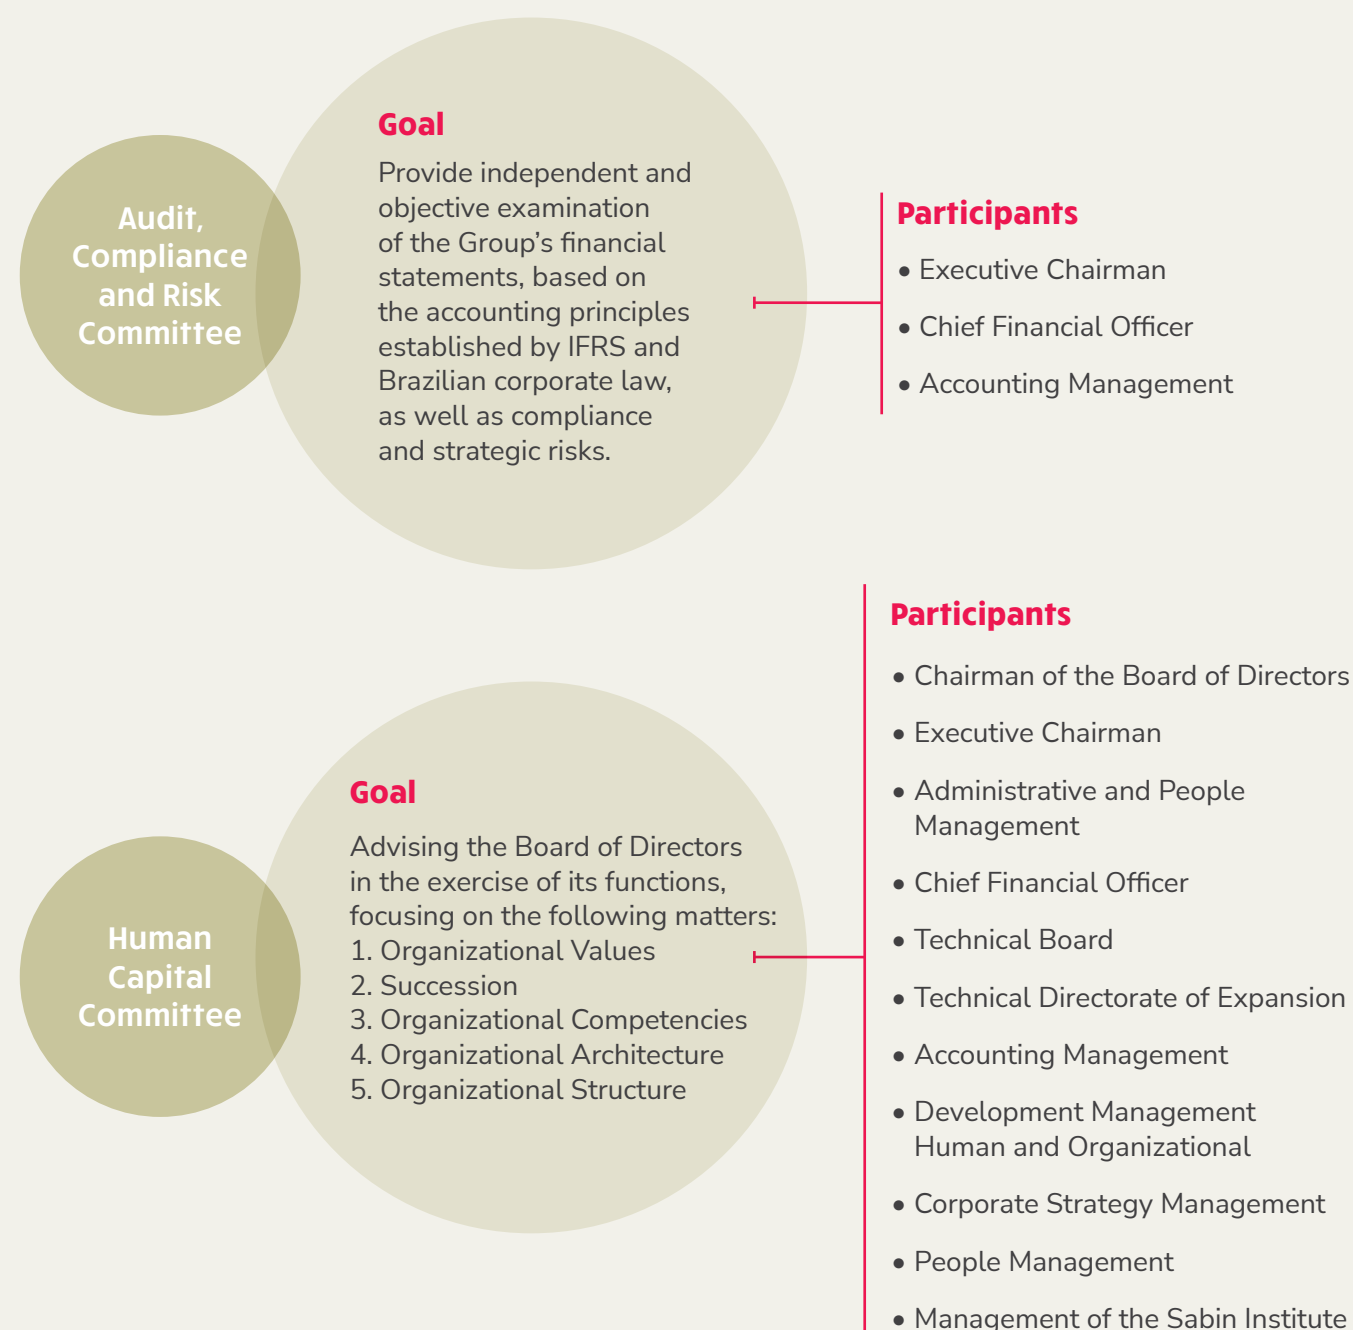 Audit,
Compliance
and Risk
Committee
Goal
Provide independent and
objective examination
of the Group’s financial
statements, based on
the accounting principles
established by IFRS and
Brazilian corporate law,
as well as compliance
and strategic risks.
Participants
• Executive Chairman
• Chief Financial Officer
• Accounting Management
Human
Capital
Committee
Goal
Advising the Board of Directors
in the exercise of its functions,
focusing on the following matters:
1. Organizational Values
2. Succession
3. Organizational Competencies
4. Organizational Architecture
5. Organizational Structure
Participants
• Chairman of the Board of Directors
• Executive Chairman
• Administrative and People
Management
• Chief Financial Officer
• Technical Board
• Technical Directorate of Expansion
• Accounting Management
• Development Management
Human and Organizational
• Corporate Strategy Management
• People Management
• Management of the Sabin Institute